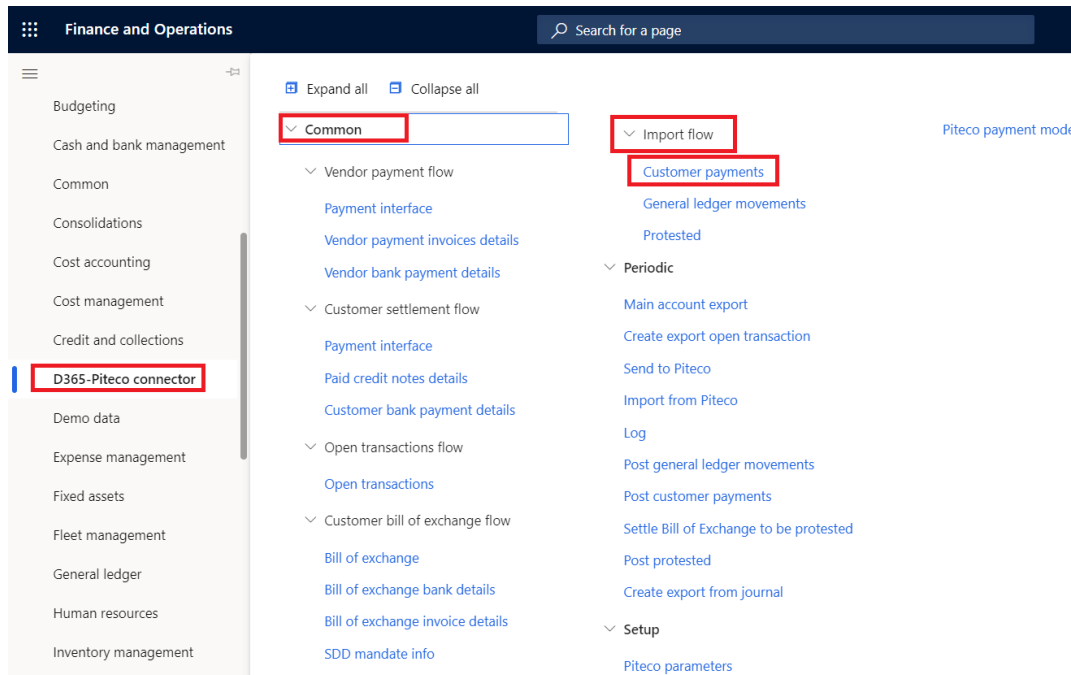 Finance and Operations
Search for a page
Budgeting
Cash and bank management
Common
Consolidations
Cost accounting
Cost management
Credit and collections
D365-Piteco connector
Demo data
Expense management
Fixed assets
Fleet management
General ledger
Human resources
Inventory management
Expand all
Collapse all
Common
Vendor payment flow
Payment interface
Vendor payment invoices details
Vendor bank payment details
Customer settlement flow
Payment interface
Paid credit notes details
Customer bank payment details
Open transactions flow
Open transactions
Customer bill of exchange flow
Bill of exchange
Bill of exchange bank details
Bill of exchange invoice details
SDD mandate info
Import flow
Customer payments
General ledger movements
Protested
Periodic
Main account export
Create export open transaction
Send to Piteco
Import from Piteco
Log
Post general ledger movements
Post customer payments
Settle Bill of Exchange to be protested
Post protested
Create export from journal
Setup
Piteco parameters
Piteco payment mode